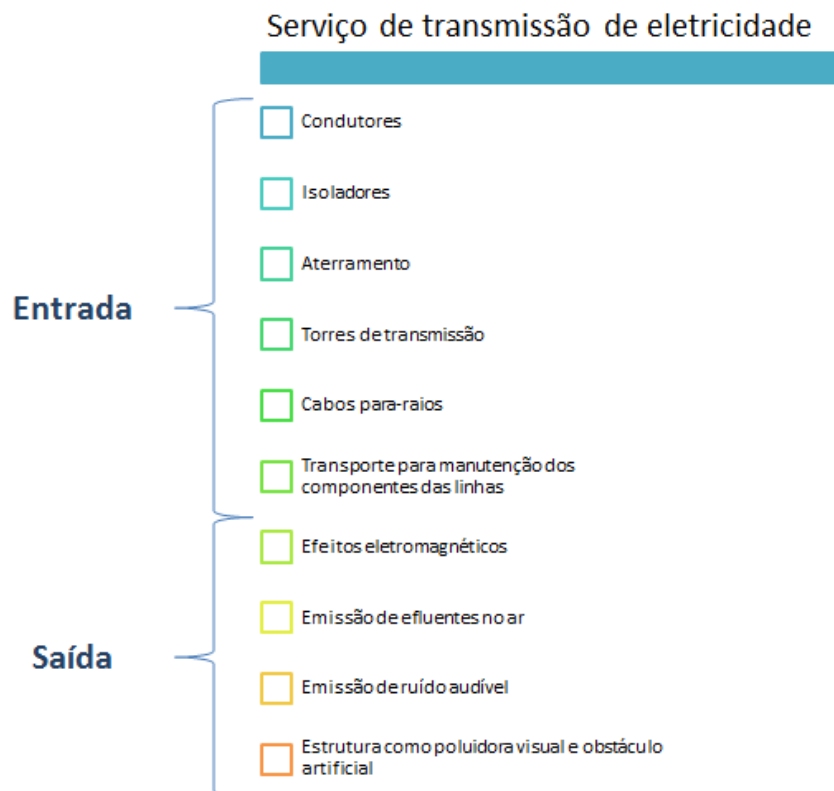 Serviço de transmissão de eletricidade
Condutores
Isoladores
Aterramento
Entrada
Torres de transmissão
Cabos para-raios
Transporte para manutenção dos
componentes das linhas
Efeitos eletromagnéticos
Emissão de efluentes no ar
Saída
Emissão de ruído audível
Estrutura como poluidora visual e obstáculo
artificial